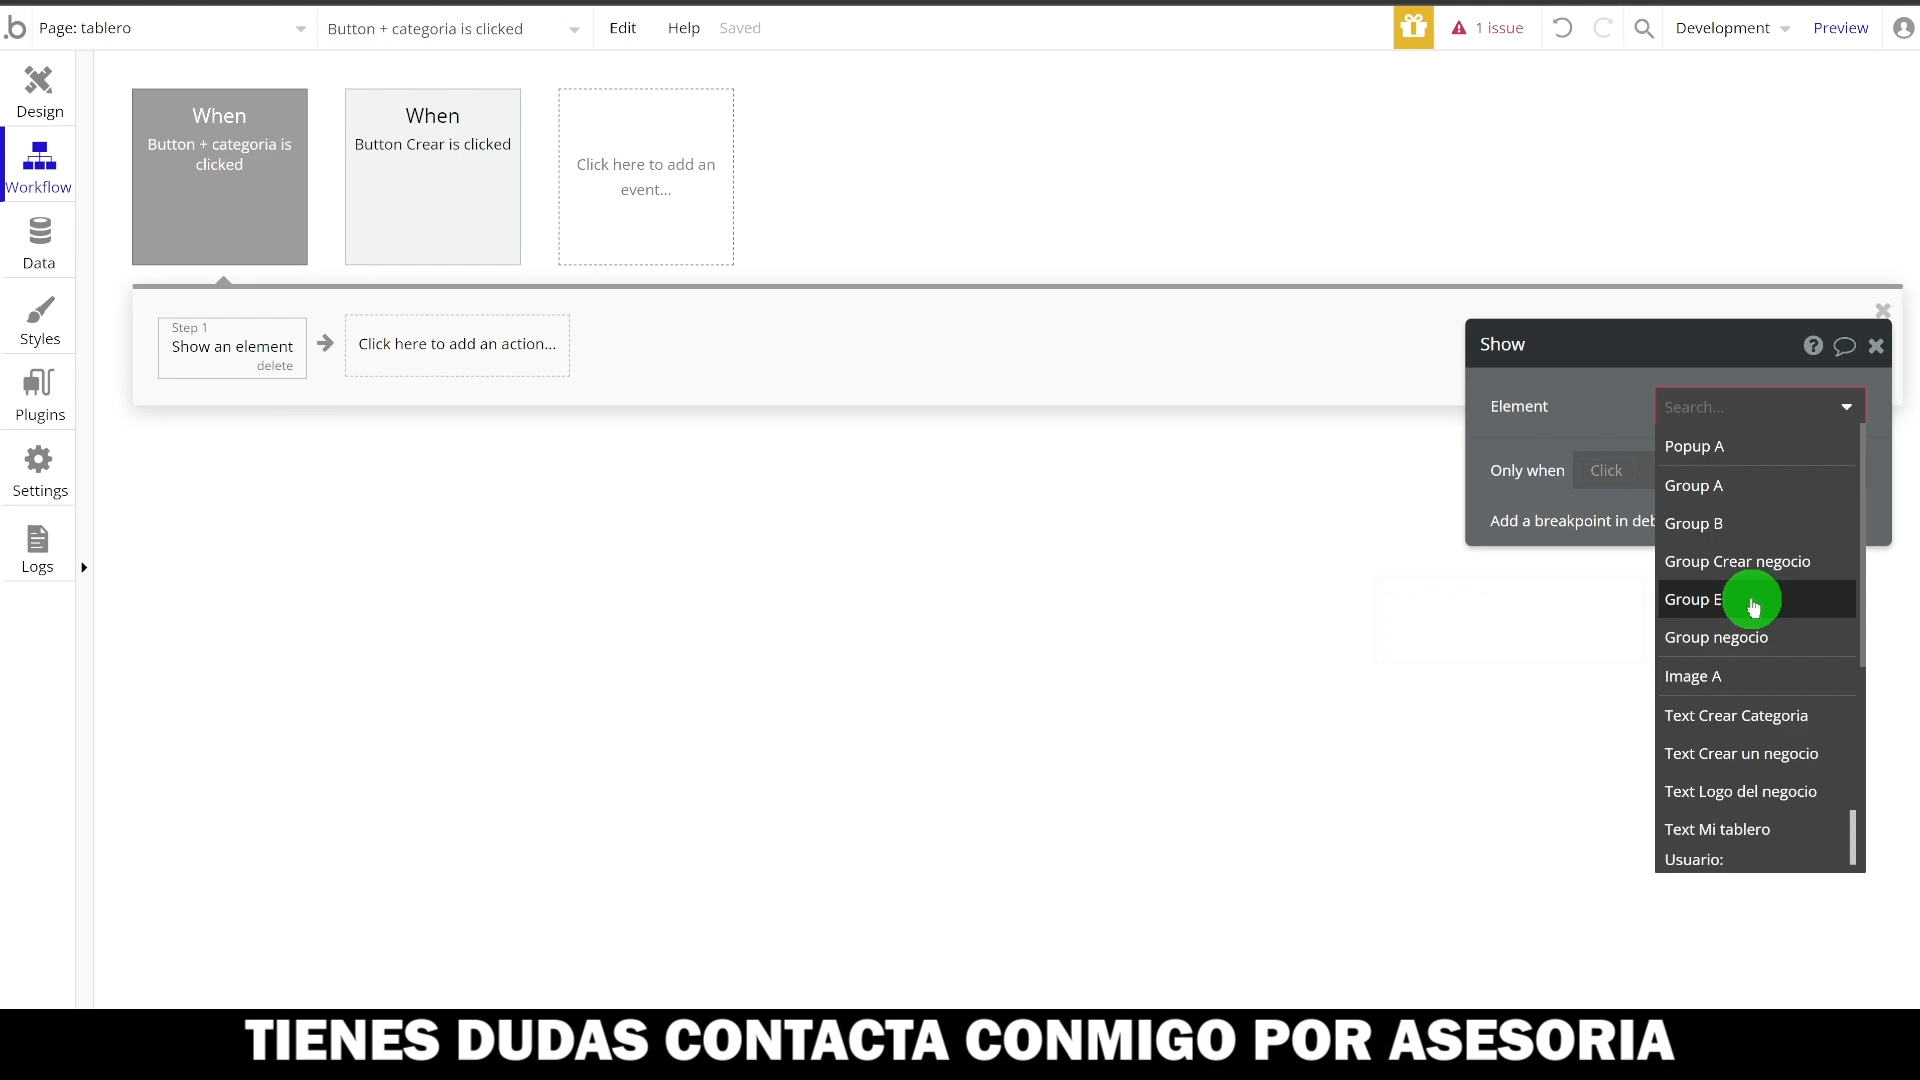 Page: tablero
Button + categoria is clicked
Edit
Help
Saved
1 issue
Development
Preview
Design
Workflow
Data
Styles
Plugins
Settings
Logs
When
Button + categoria is
clicked
When
Button Crear is clicked
Click here to add an
event...
Step 1
Show an element
delete
Click here to add an action...
Show
Element
Search...
Only when
Click
Add a breakpoint in deb
Popup A
Group A
Group B
Group Crear negocio
Group E
Group negocio
Image A
Text Crear Categoria
Text Crear un negocio
Text Logo del negocio
Text Mi tablero
Usuario:
TIENES DUDAS CONTACTA CONMIGO POR ASESORIA